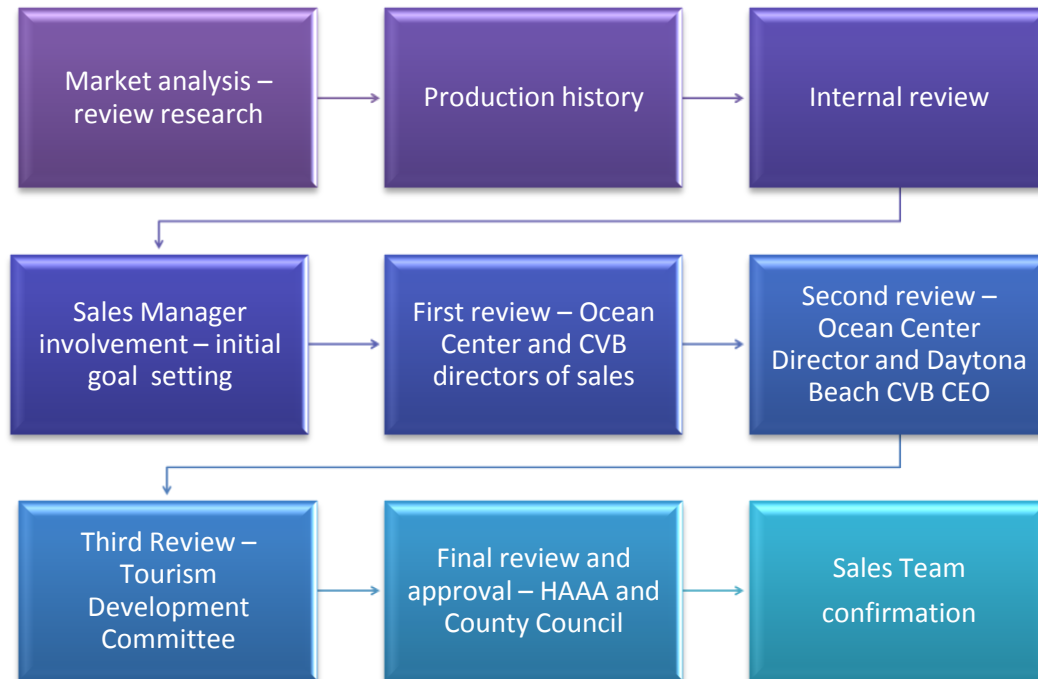 Market analysis –
review research
Production history
Internal review
Sales Manager
involvement – initial
goal setting
First review – Ocean
Center and CVB
directors of sales
Second review –
Ocean Center
Director and Daytona
Beach CVB CEO
Third Review –
Tourism
Development
Committee
Final review and
approval – HAAA and
County Council
Sales Team
confirmation